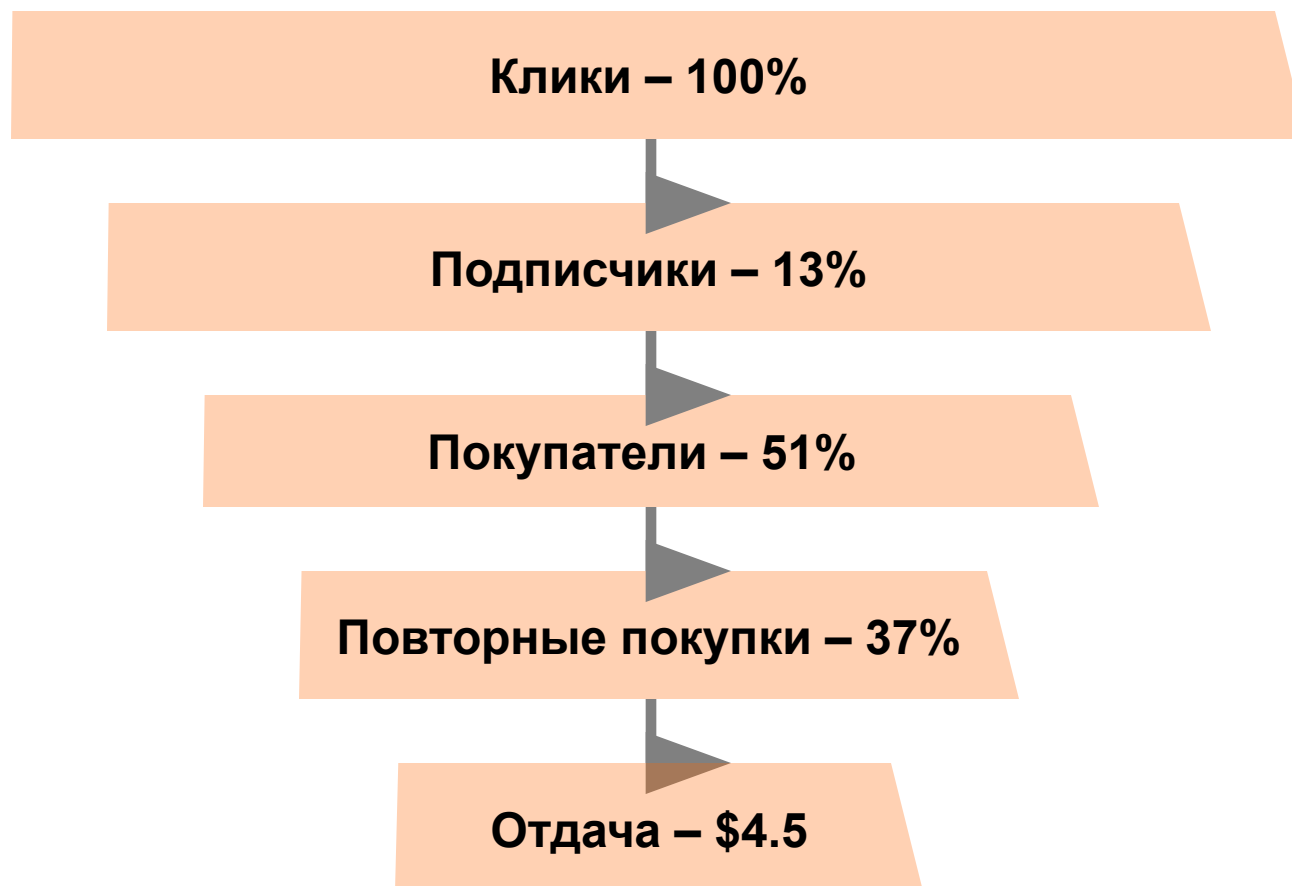 Клики – 100%
Подписчики – 13%
Покупатели – 51%
Повторные покупки – 37%
Отдача – $4.5